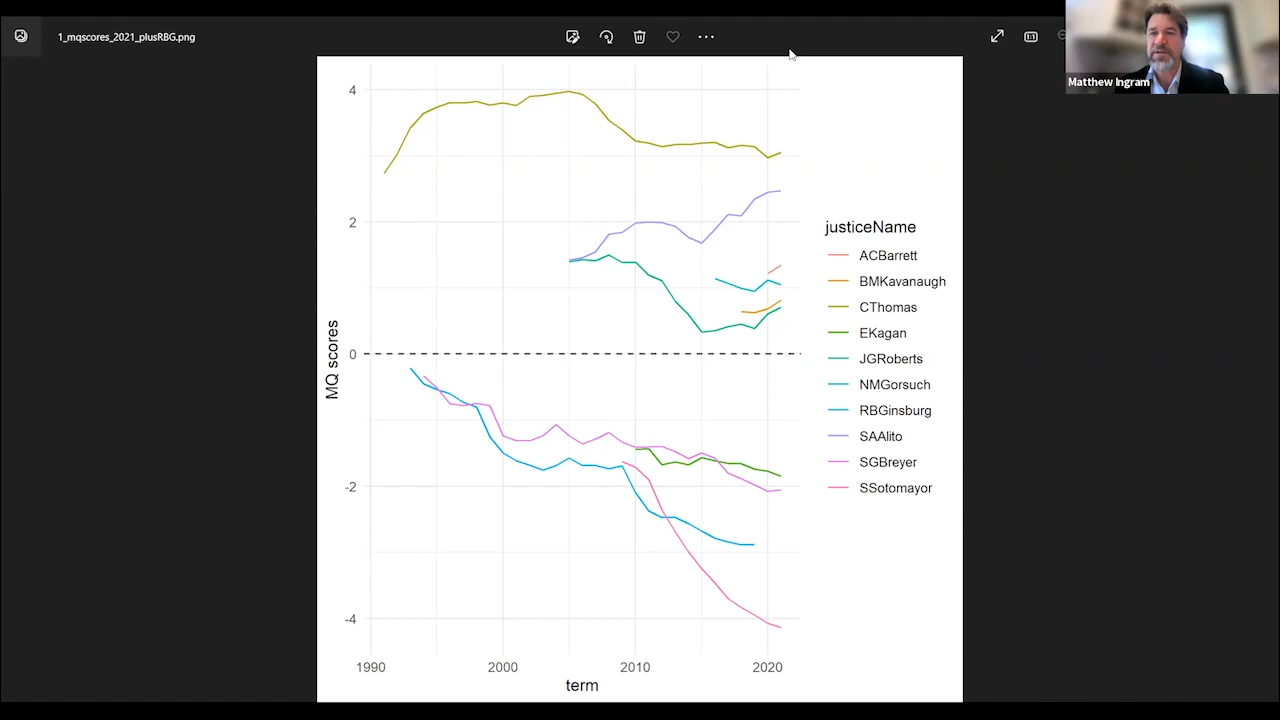 1_mqscores_2021_plusRBG.png
Matthew Ingram
4
2
0
-2
-4
MQ scores
1990 2000 2010 2020
term
justiceName
ACBarrett
BMKavanaugh
CThomas
EKagan
JGRoberts
NMGorsuch
RBGinsburg
SAAlito
SGBreyer
SSotomayor